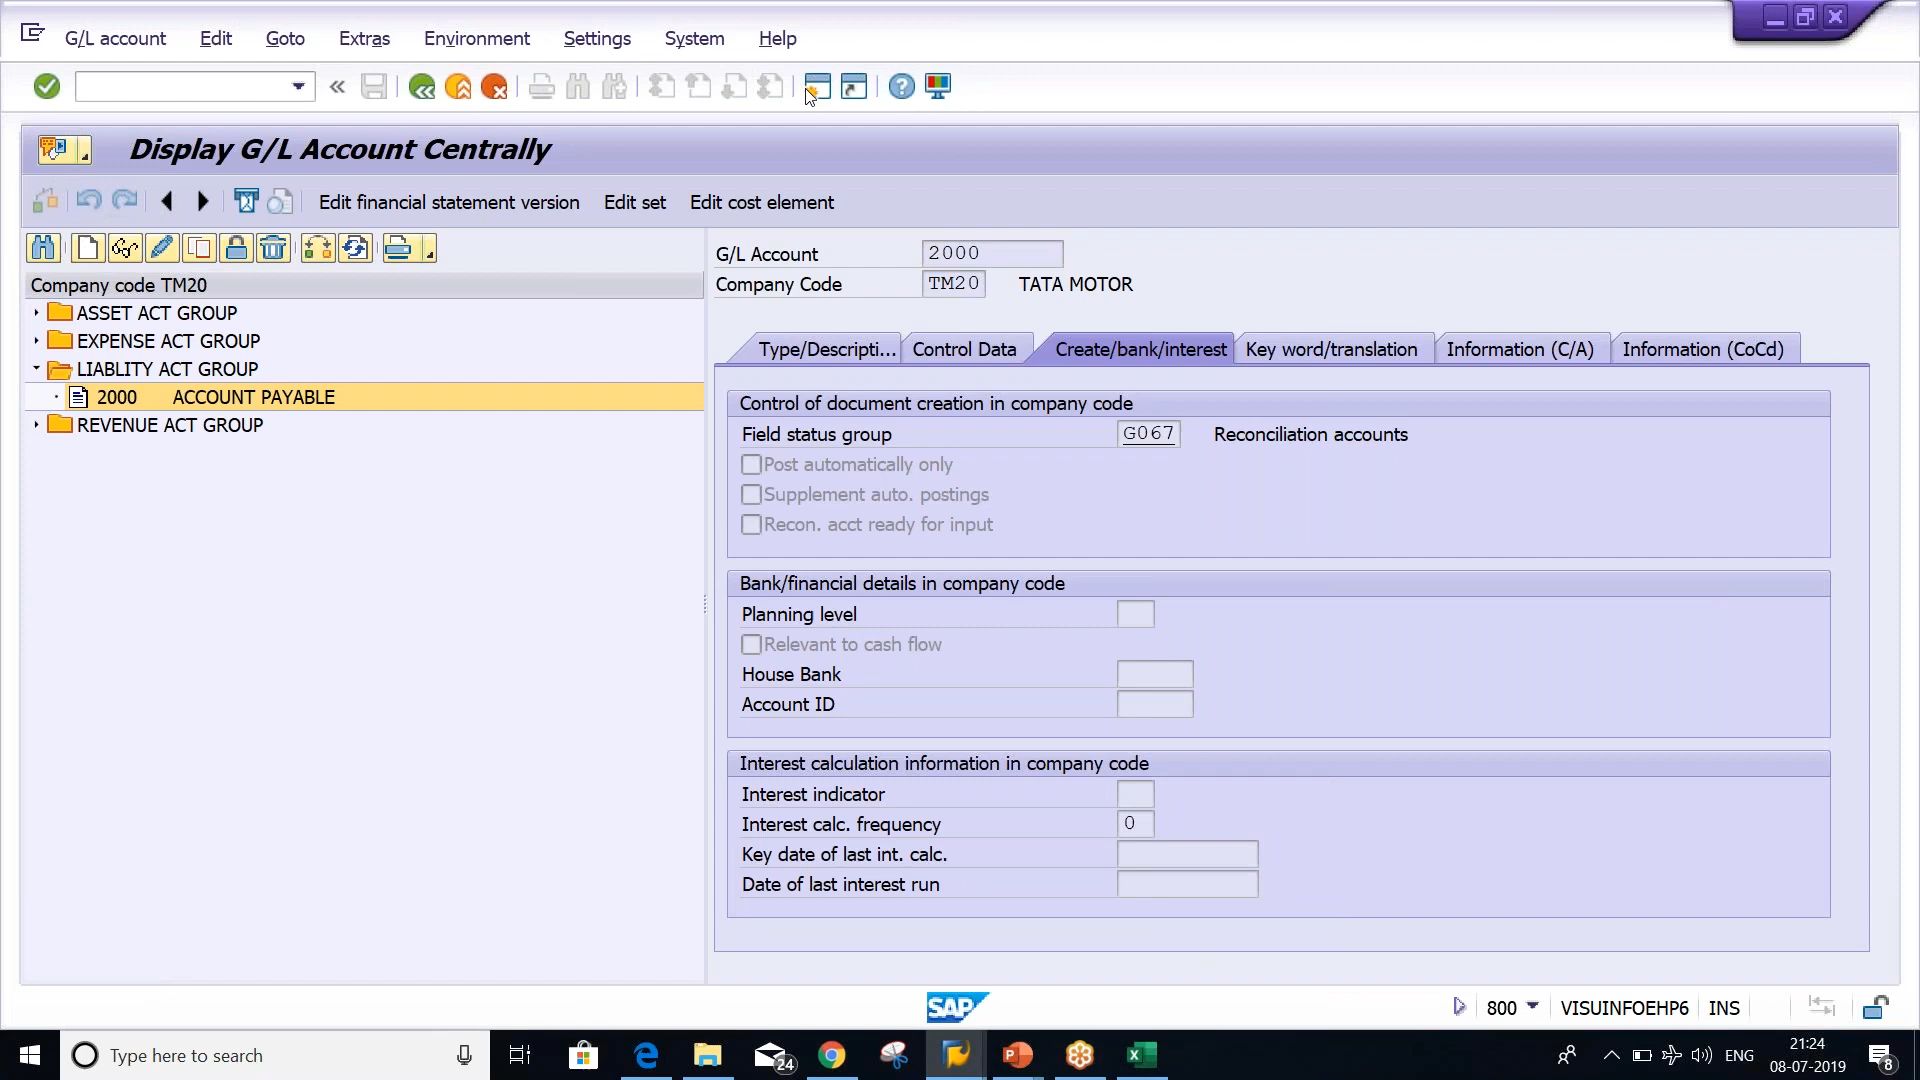 G/L account Edit Goto Extras Environment Settings System Help
Display G/L Account Centrally
Edit financial statement version Edit set Edit cost element
G/L Account 2000
Company Code TM20 TATA MOTOR
Company code TM20
ASSET ACT GROUP
EXPENSE ACT GROUP
LIABLITY ACT GROUP
2000 ACCOUNT PAYABLE
REVENUE ACT GROUP
Type/Descripti... Control Data Create/bank/interest Key word/translation Information (C/A) Information (CoCd)
Control of document creation in company code
Field status group G067 Reconciliation accounts
Post automatically only
Supplement auto. postings
Recon. acct ready for input
Bank/financial details in company code
Planning level
Relevant to cash flow
House Bank
Account ID
Interest calculation information in company code
Interest indicator
Interest calc. frequency 0
Key date of last int. calc.
Date of last interest run
SAP 800 VISUINFOEHP6 INS
Type here to search 24 ENG 21:24
08-07-2019 8